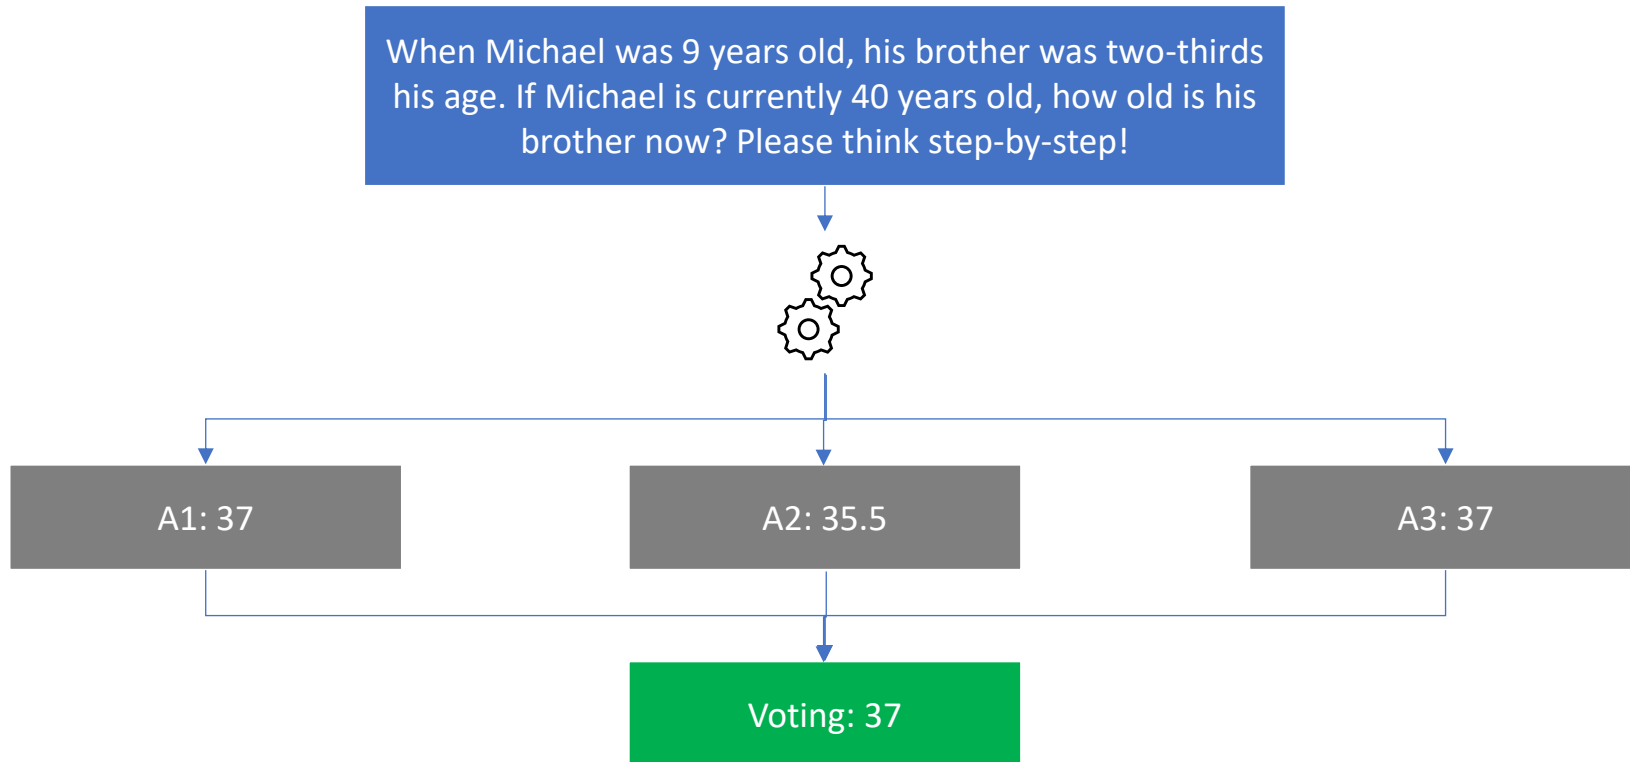 When Michael was 9 years old, his brother was two-thirds
his age. If Michael is currently 40 years old, how old is his
brother now? Please think step-by-step!
A1: 37
A2: 35.5
A3: 37
Voting: 37